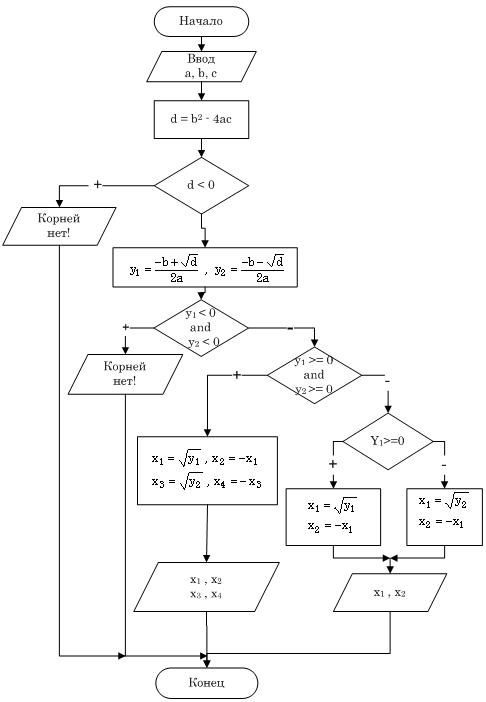 Начало
Ввод
a, b, c
d = b² - 4ac
d < 0
+
Корней
нет!
y₁ = (-b + √d)/2a , y₂ = (-b - √d)/2a
y₁ < 0
and
y₂ < 0
+
-
Корней
нет!
y₁ >= 0
and
y₂ >= 0
+
-
Y₁>=0
+
-
x₁ = √y₁ , x₂ = -x₁
x₃ = √y₂ , x₄ = -x₃
x₁ = √y₁
x₂ = -x₁
x₁ = √y₂
x₂ = -x₁
x₁ , x₂
x₃ , x₄
x₁ , x₂
Конец